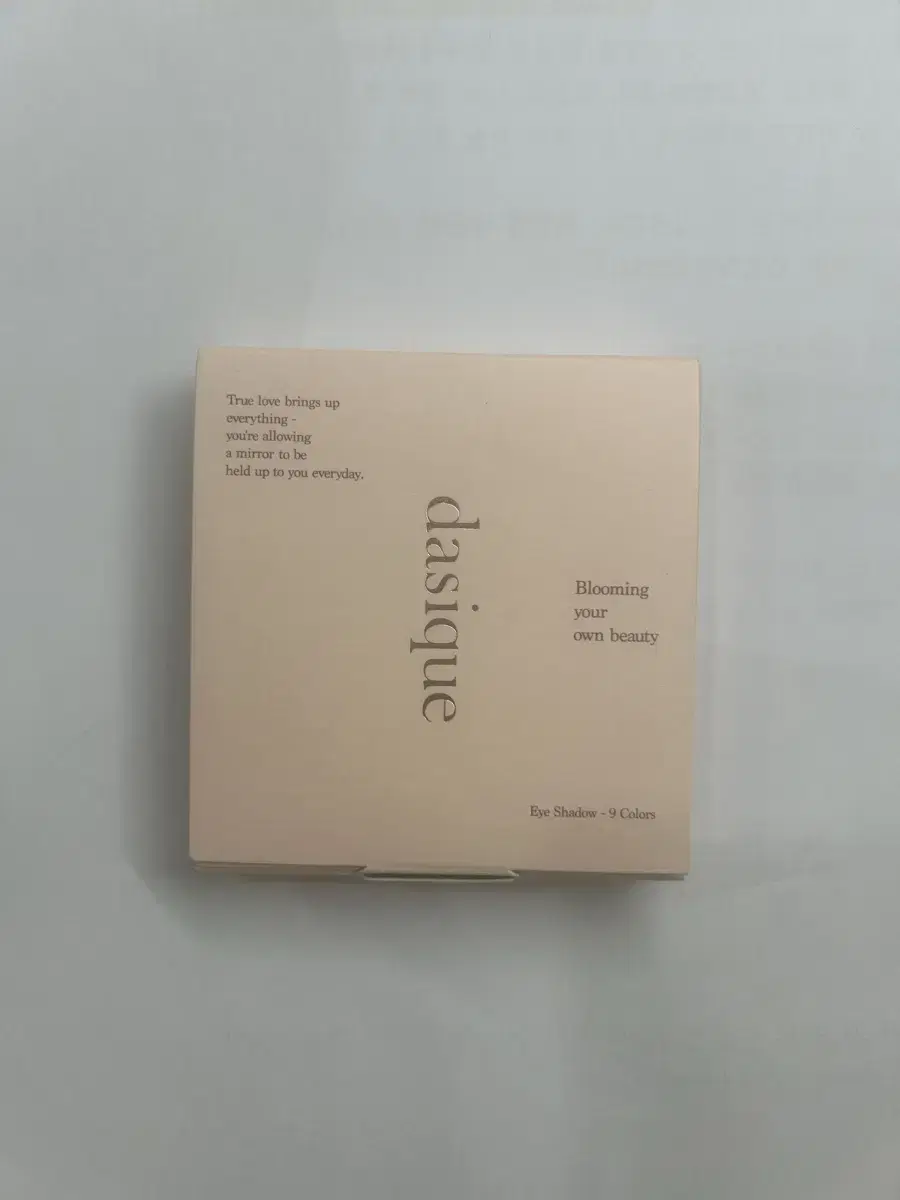 True love brings up
everything -
you're allowing
a mirror to be
held up to you everyday.
dasique
Blooming
your
own beauty
Eye Shadow - 9 Colors